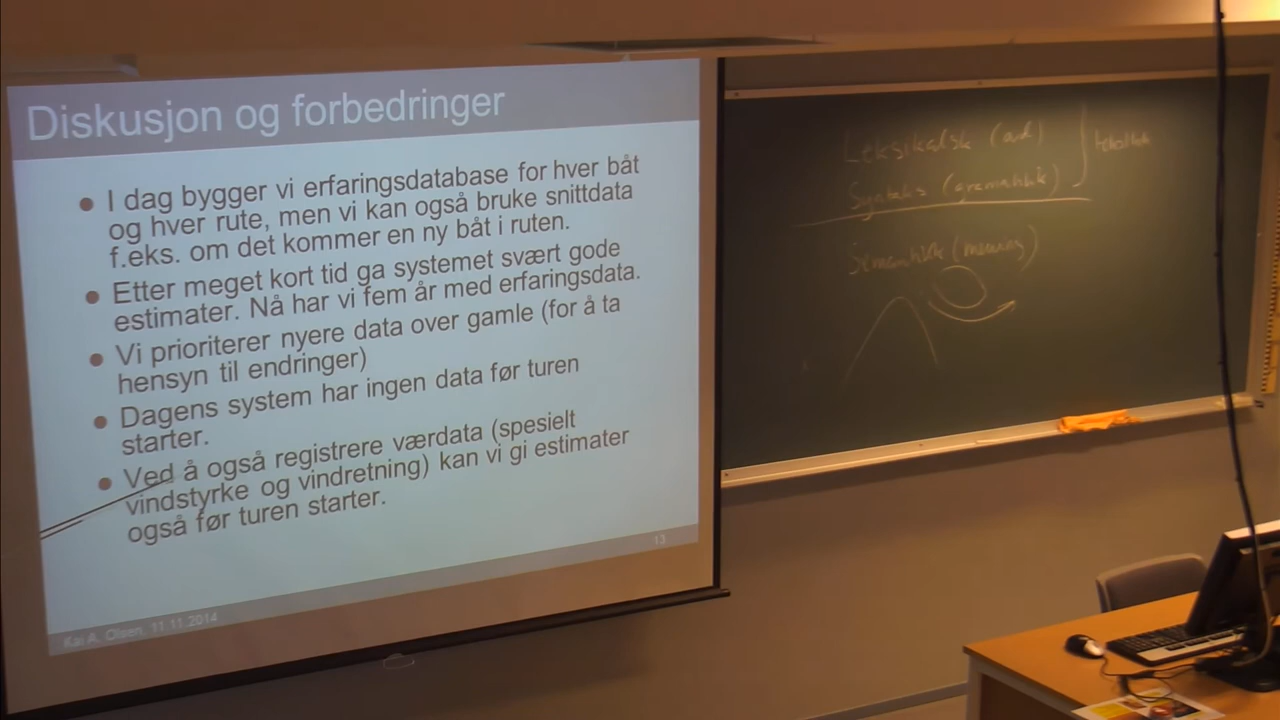 Diskusjon og forbedringer
I dag bygger vi erfaringsdatabase for hver båt
og hver rute, men vi kan også bruke snittdata
f.eks. om det kommer en ny båt i ruten.
Etter meget kort tid ga systemet svært gode
estimater. Nå har vi fem år med erfaringsdata.
Vi prioriterer nyere data over gamle (for å ta
hensyn til endringer)
Dagens system har ingen data før turen
starter.
Ved å også registrere værdata (spesielt
vindstyrke og vindretning) kan vi gi estimater
også før turen starter.
13
Kai A. Olsen, 11.11.2014
Leksikalsk (ord)
Syntaks (grammatikk)
Semantikk (mening)